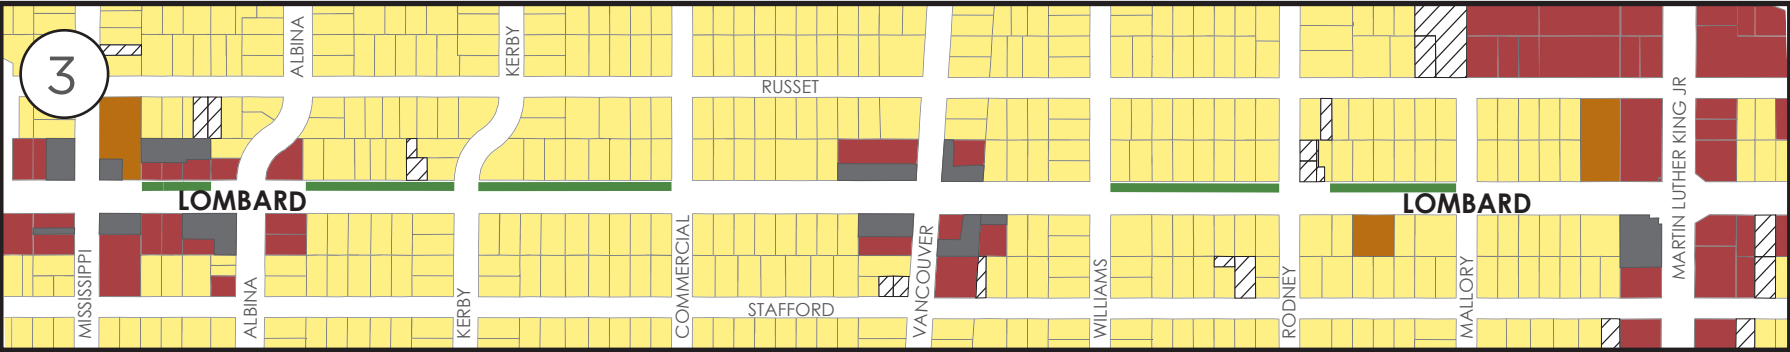 3
ALBINA
KERBY
RUSSET
MARTIN LUTHER KING JR
LOMBARD
LOMBARD
MISSISSIPPI
ALBINA
KERBY
COMMERCIAL
STAFFORD
VANCOUVER
WILLIAMS
RODNEY
MALLORY